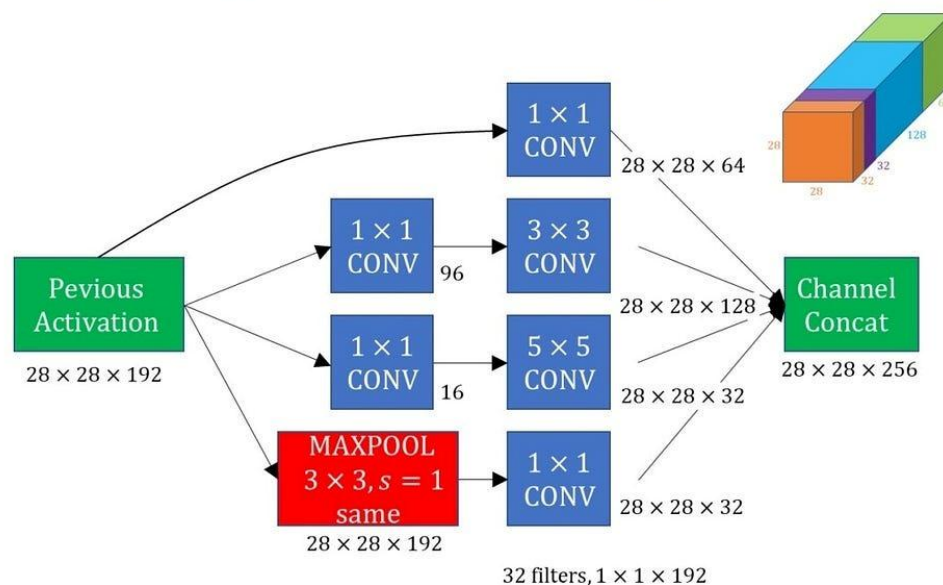 1 × 1
CONV
28 × 28 × 64
28
28
32
32
128
1 × 1
CONV
96
3 × 3
CONV
28 × 28 × 128
Pevious
Activation
28 × 28 × 192
Channel
Concat
28 × 28 × 256
1 × 1
CONV
16
5 × 5
CONV
28 × 28 × 32
MAXPOOL
3 × 3, s = 1
same
28 × 28 × 192
1 × 1
CONV
28 × 28 × 32
32 filters, 1 × 1 × 192